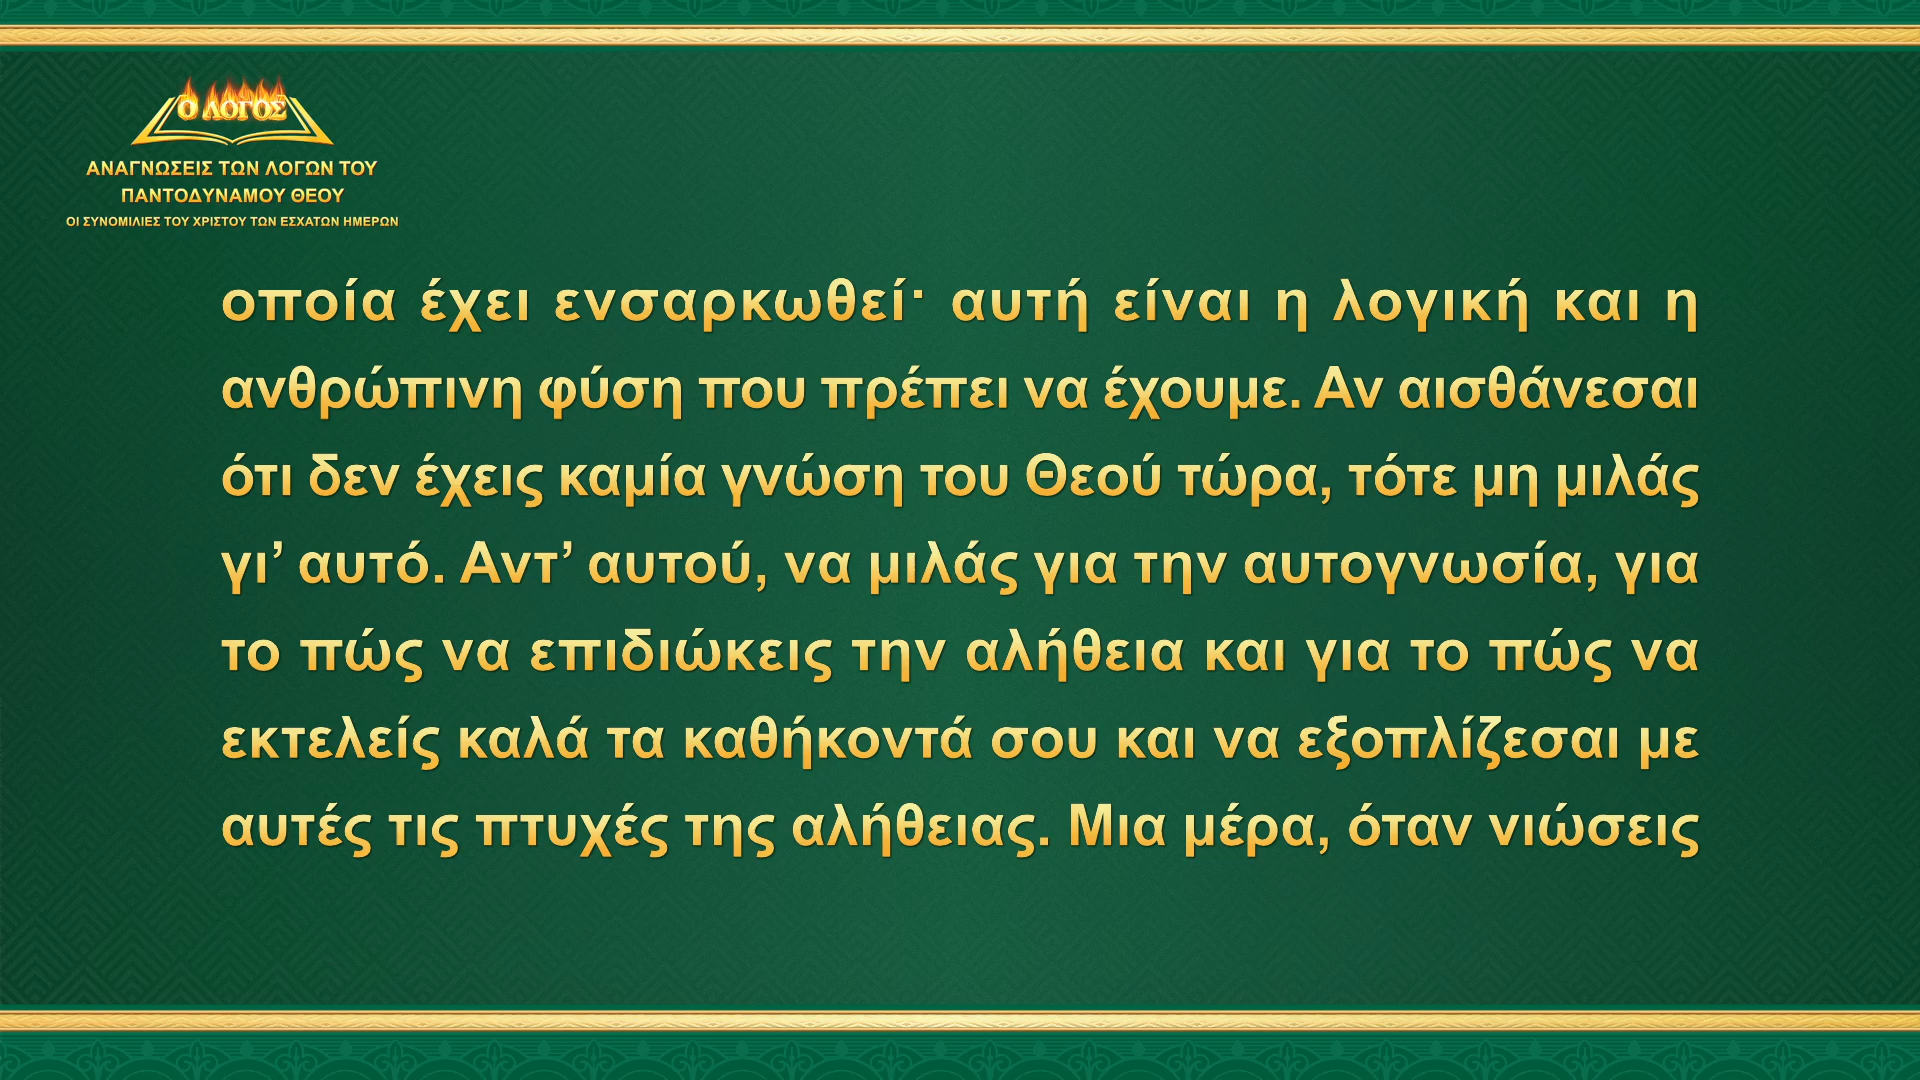 Ο ΛΟΓΟΣ
ΑΝΑΓΝΩΣΕΙΣ ΤΩΝ ΛΟΓΩΝ ΤΟΥ
ΠΑΝΤΟΔΥΝΑΜΟΥ ΘΕΟΥ
ΟΙ ΣΥΝΟΜΙΛΙΕΣ ΤΟΥ ΧΡΙΣΤΟΥ ΤΩΝ ΕΣΧΑΤΩΝ ΗΜΕΡΩΝ
οποία έχει ενσαρκωθεί· αυτή είναι η λογική και η
ανθρώπινη φύση που πρέπει να έχουμε. Αν αισθάνεσαι
ότι δεν έχεις καμία γνώση του Θεού τώρα, τότε μη μιλάς
γι’ αυτό. Αντ’ αυτού, να μιλάς για την αυτογνωσία, για
το πώς να επιδιώκεις την αλήθεια και για το πώς να
εκτελείς καλά τα καθήκοντά σου και να εξοπλίζεσαι με
αυτές τις πτυχές της αλήθειας. Μια μέρα, όταν νιώσεις